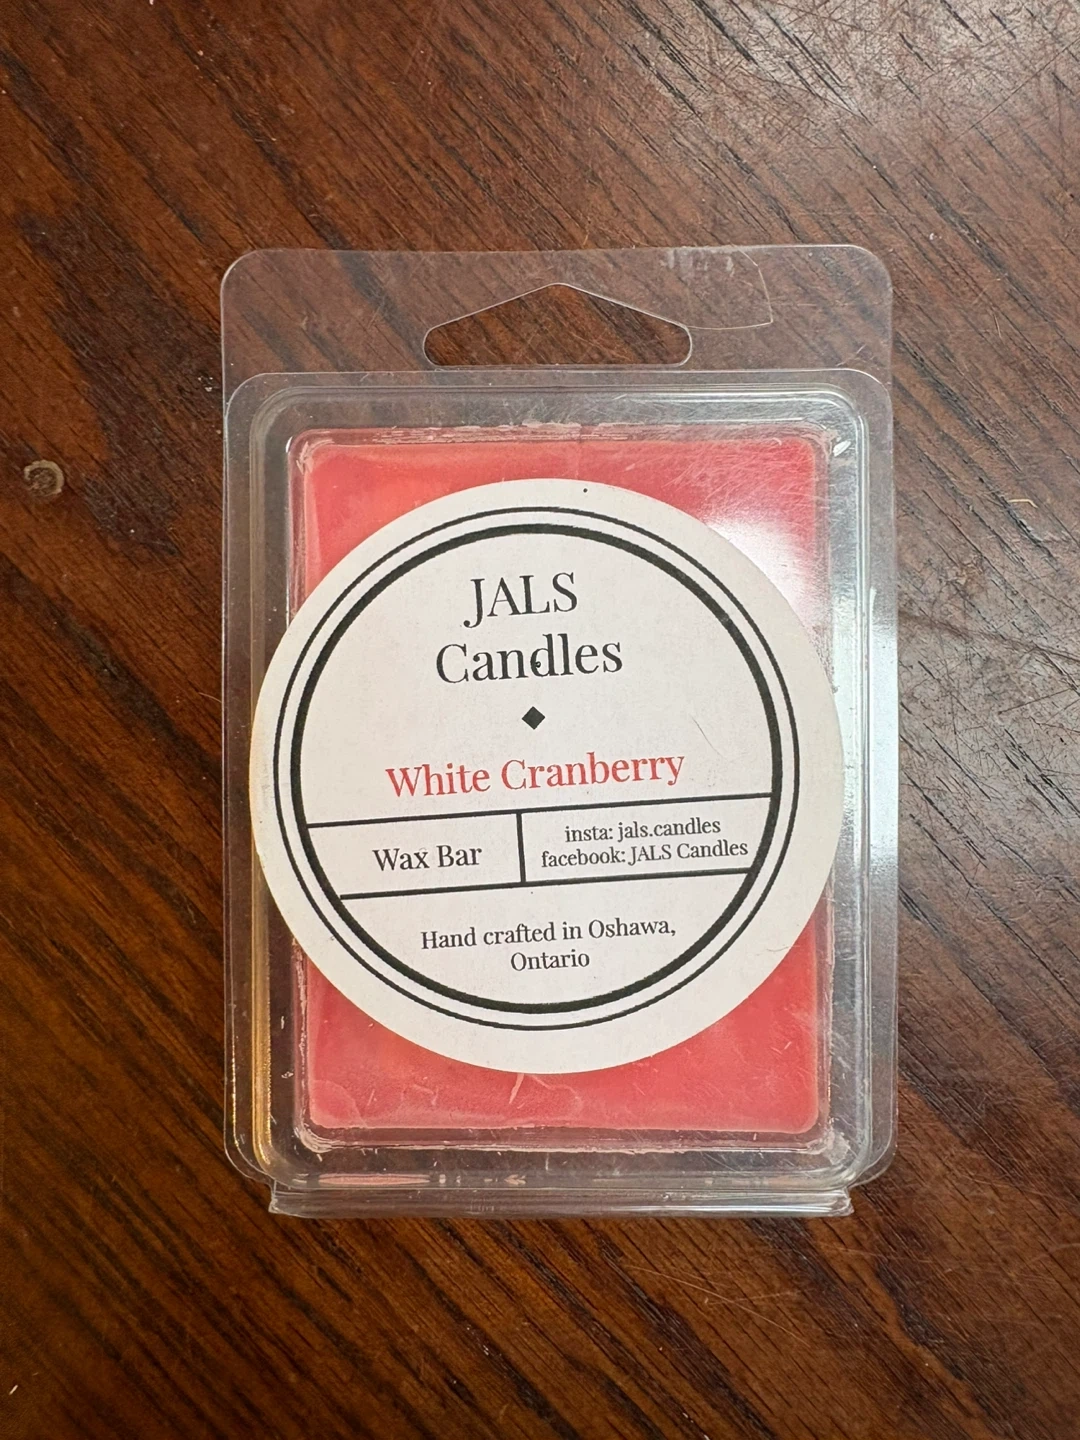 JALS
Candles
White Cranberry
Wax Bar
insta: jals.candles
facebook: JALS Candles
Hand crafted in Oshawa,
Ontario